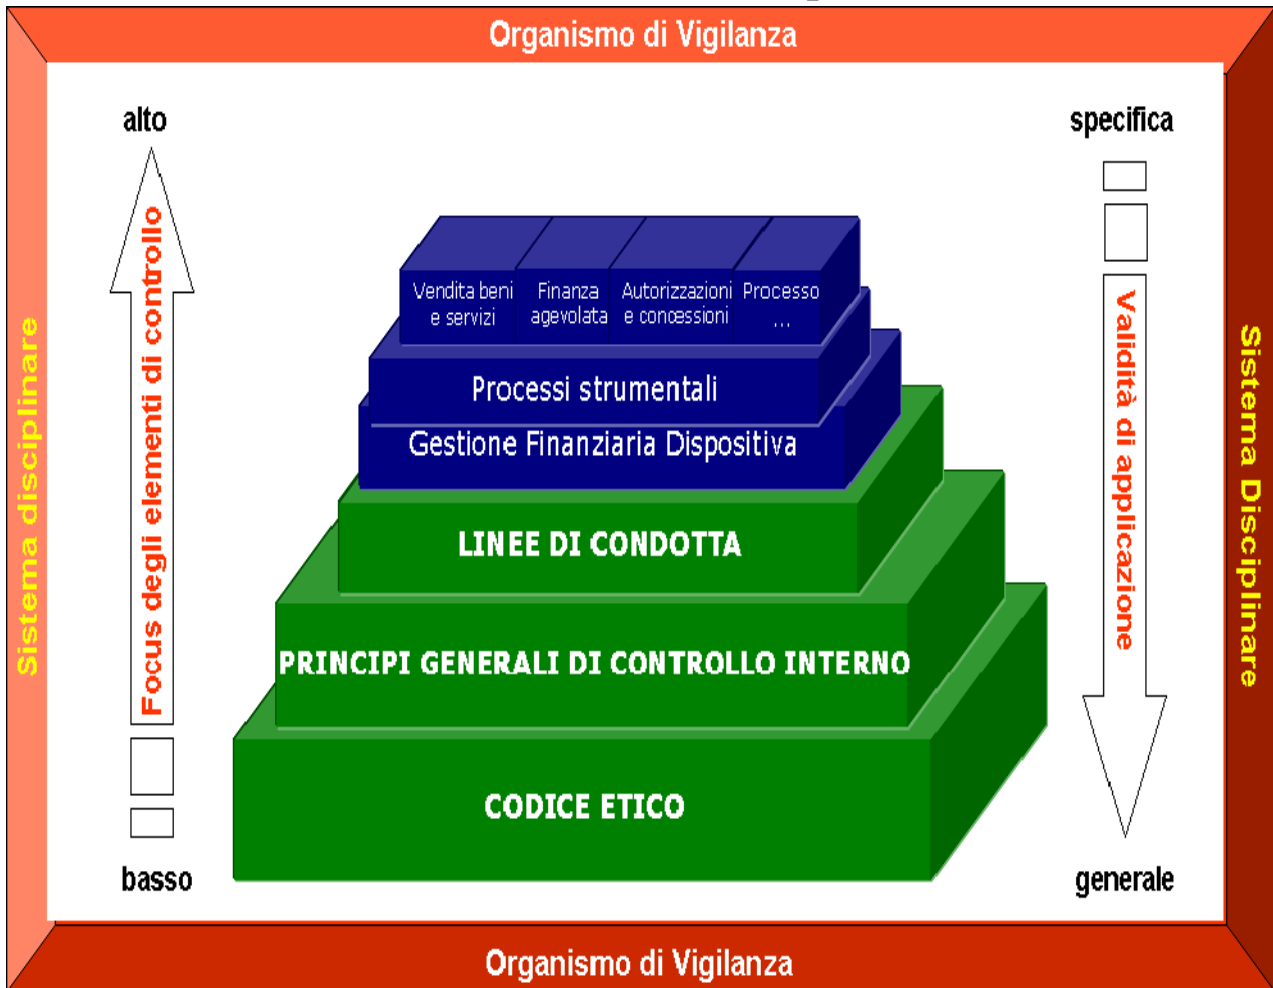 Organismo di Vigilanza
alto
specifica
Sistema disciplinare
Focus degli elementi di controllo
Vendita beni
e servizi
Finanza
agevolata
Autorizzazioni
e concessioni
Processo
...
Processi strumentali
Gestione Finanziaria Dispositiva
LINEE DI CONDOTTA
PRINCIPI GENERALI DI CONTROLLO INTERNO
CODICE ETICO
Validità di applicazione
Sistema Disciplinare
basso
generale
Organismo di Vigilanza